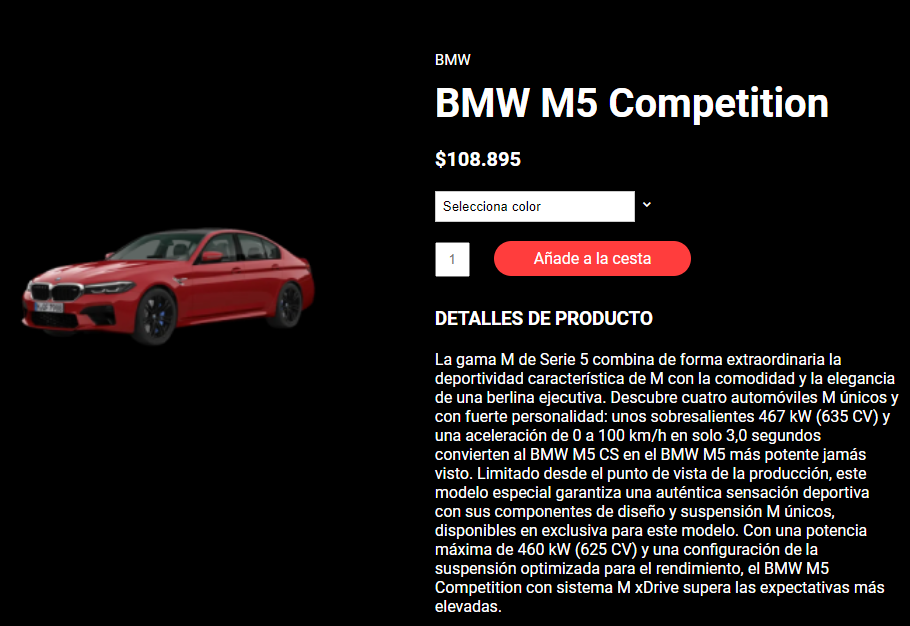 BMW
BMW M5 Competition
$108.895
Selecciona color
1
Añade a la cesta
DETALLES DE PRODUCTO
La gama M de Serie 5 combina de forma extraordinaria la
deportividad característica de M con la comodidad y la elegancia
de una berlina ejecutiva. Descubre cuatro automóviles M únicos y
con fuerte personalidad: unos sobresalientes 467 kW (635 CV) y
una aceleración de 0 a 100 km/h en solo 3,0 segundos
convierten al BMW M5 CS en el BMW M5 más potente jamás
visto. Limitado desde el punto de vista de la producción, este
modelo especial garantiza una auténtica sensación deportiva
con sus componentes de diseño y suspensión M únicos,
disponibles en exclusiva para este modelo. Con una potencia
máxima de 460 kW (625 CV) y una configuración de la
suspensión optimizada para el rendimiento, el BMW M5
Competition con sistema M xDrive supera las expectativas más
elevadas.